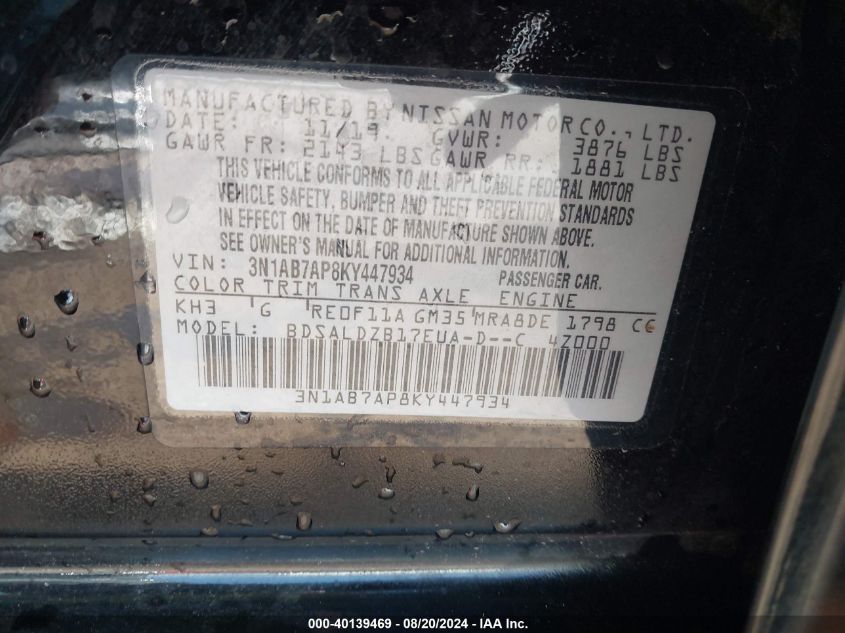 MANUFACTURED BY NISSAN MOTOR CO., LTD.
DATE: 11/19 GVWR: 3876 LBS
GAWR FR: 2143 LBS GAWR RR: 1881 LBS
THIS VEHICLE CONFORMS TO ALL APPLICABLE FEDERAL MOTOR
VEHICLE SAFETY, BUMPER AND THEFT PREVENTION STANDARDS
IN EFFECT ON THE DATE OF MANUFACTURE SHOWN ABOVE.
SEE OWNER'S MANUAL FOR ADDITIONAL INFORMATION.
VIN: 3N1AB7AP8KY447934 PASSENGER CAR.
COLOR TRIM TRANS AXLE ENGINE
KH3 G RE0F11A GM35 MRA8DE 1798 CC
MODEL: BDSALDZB17EUA-D--C 4Z000
3N1AB7AP8KY447934
000-40139469 - 08/20/2024 - IAA Inc.